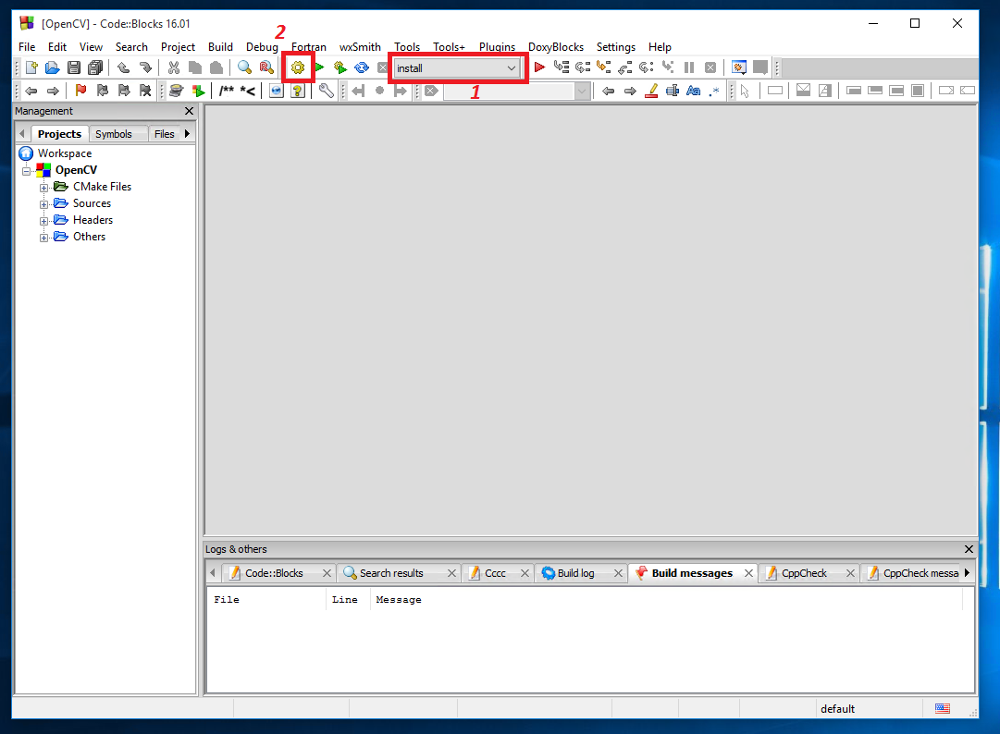 [OpenCV] - Code::Blocks 16.01
2
File Edit View Search Project Build Debug Fortran wxSmith Tools Tools+ Plugins DoxyBlocks Settings Help
install
1
/** *<
Aa .*
Management
Projects Symbols Files
Workspace
OpenCV
CMake Files
Sources
Headers
Others
Logs & others
Code::Blocks Search results Cccc Build log Build messages CppCheck CppCheck messa
File Line Message
default